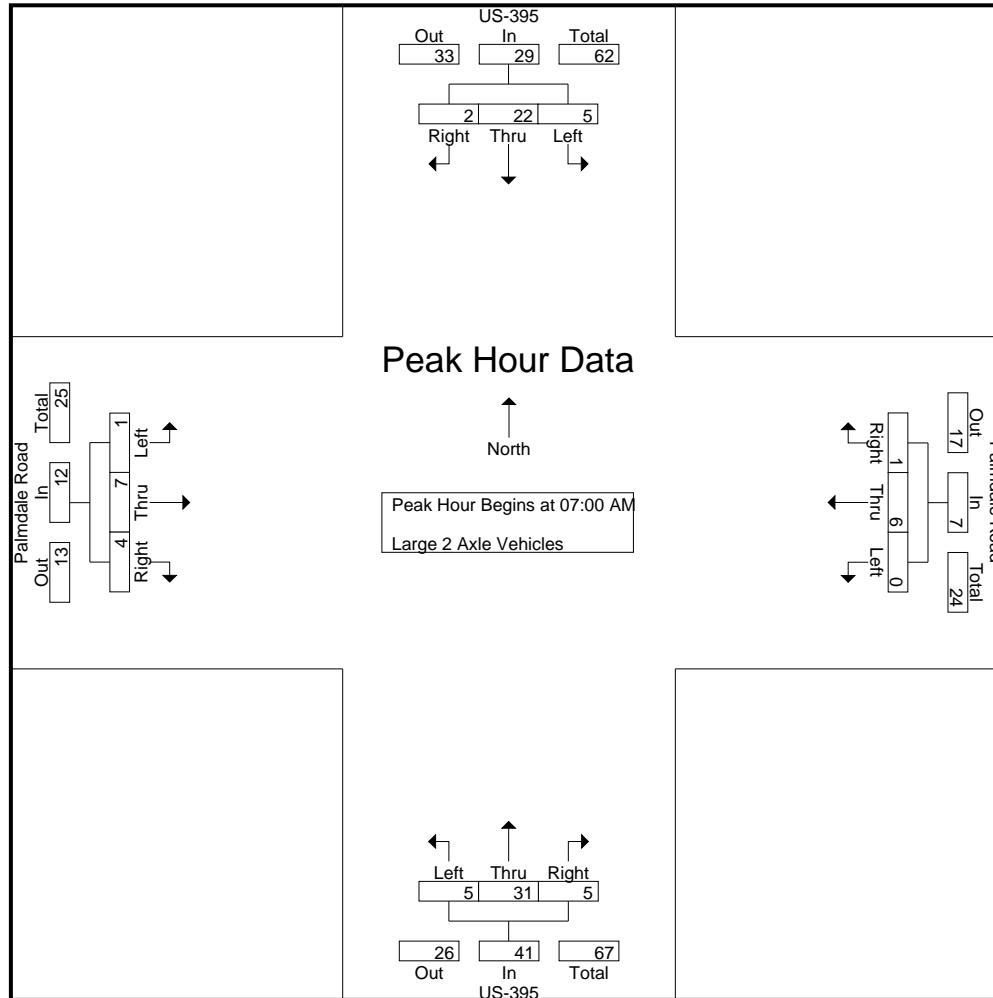 US-395
Out In Total
33 29 62
2 22 5
Right Thru Left
Peak Hour Data
North
Peak Hour Begins at 07:00 AM
Large 2 Axle Vehicles
Palmdale Road
Out In Total
13 12 25
4 7 1
Right Thru Left
Out In Total
17 7 24
1 6 0
Right Thru Left
Left Thru Right
5 31 5
26 41 67
Out In Total
US-395